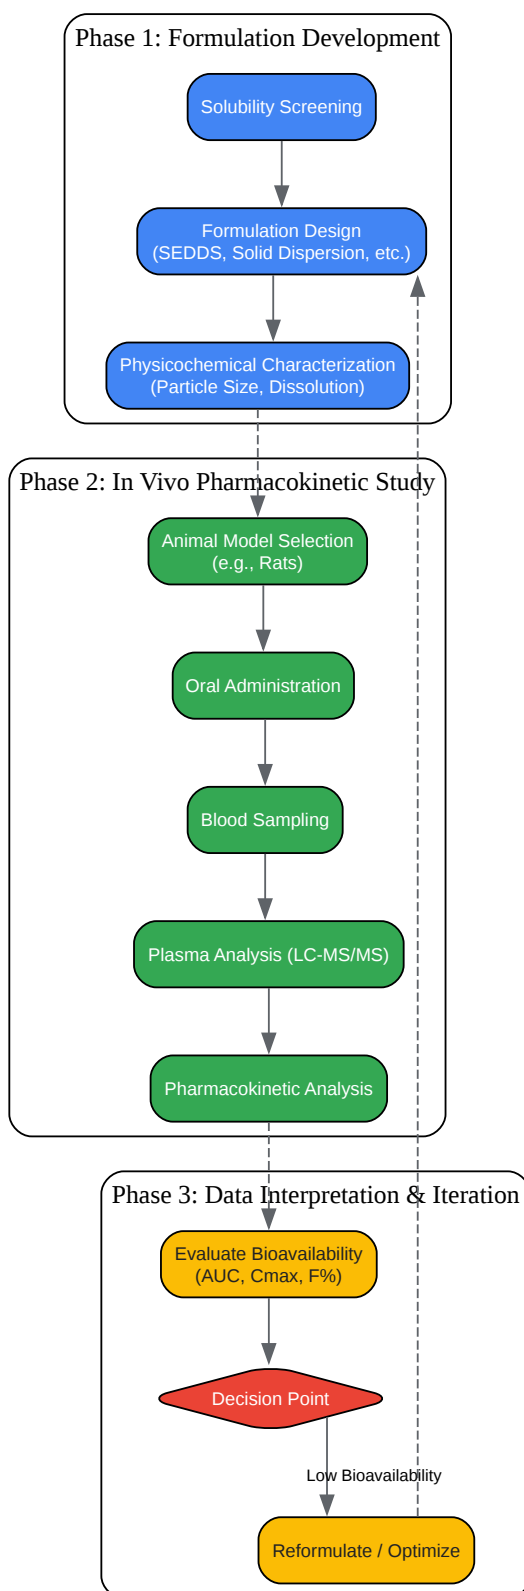 Phase 1: Formulation Development
Solubility Screening
Formulation Design
(SEDDS, Solid Dispersion, etc.)
Physicochemical Characterization
(Particle Size, Dissolution)
Phase 2: In Vivo Pharmacokinetic Study
Animal Model Selection
(e.g., Rats)
Oral Administration
Blood Sampling
Plasma Analysis (LC-MS/MS)
Pharmacokinetic Analysis
Phase 3: Data Interpretation & Iteration
Evaluate Bioavailability
(AUC, Cmax, F%)
Decision Point
Low Bioavailability
Reformulate / Optimize